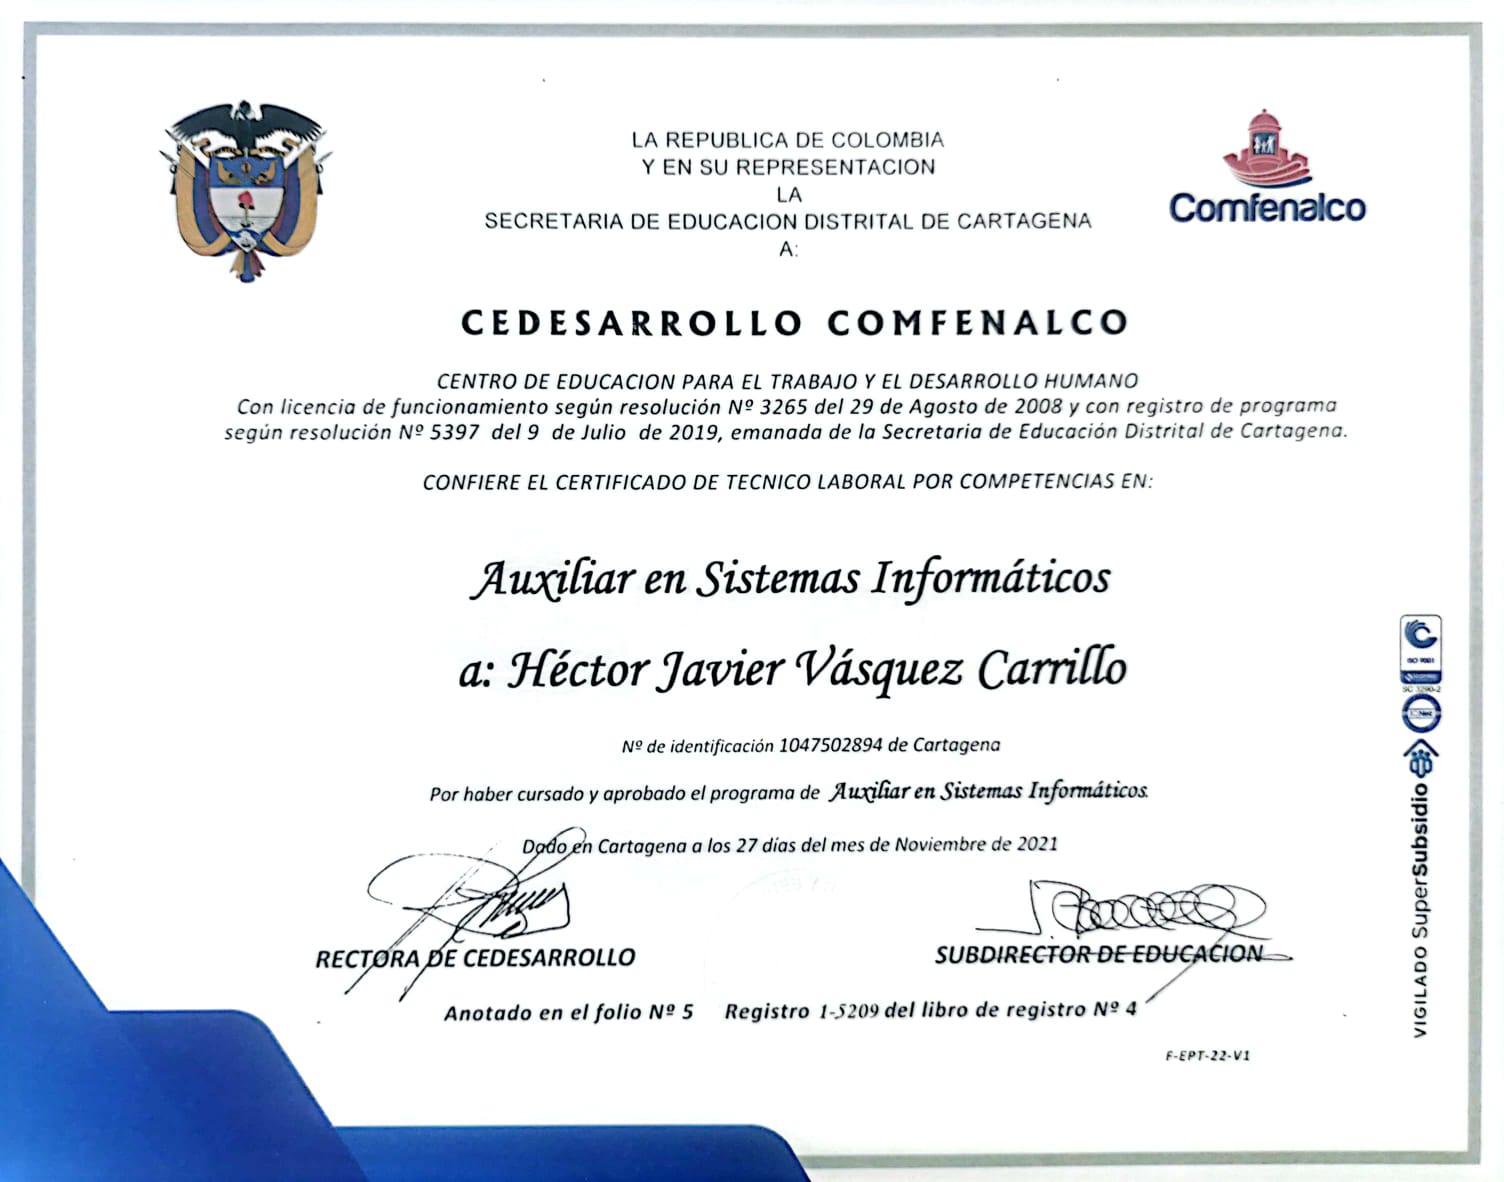 LA REPUBLICA DE COLOMBIA
Y EN SU REPRESENTACION
LA
SECRETARIA DE EDUCACION DISTRITAL DE CARTAGENA
A:
Comfenalco
CEDESARROLLO COMFENALCO
CENTRO DE EDUCACION PARA EL TRABAJO Y EL DESARROLLO HUMANO
Con licencia de funcionamiento según resolución Nº 3265 del 29 de Agosto de 2008 y con registro de programa
según resolución Nº 5397 del 9 de Julio de 2019, emanada de la Secretaria de Educación Distrital de Cartagena.
CONFIERE EL CERTIFICADO DE TECNICO LABORAL POR COMPETENCIAS EN:
Auxiliar en Sistemas Informáticos
a: Héctor Javier Vásquez Carrillo
Nº de identificación 1047502894 de Cartagena
Por haber cursado y aprobado el programa de Auxiliar en Sistemas Informáticos.
Dado en Cartagena a los 27 días del mes de Noviembre de 2021
RECTORA DE CEDESARROLLO
SUBDIRECTOR DE EDUCACION
Anotado en el folio Nº 5 Registro 1-5209 del libro de registro Nº 4
F-EPT-22-V1
ISO 9001
SC 3290-2
VIGILADO SuperSubsidio